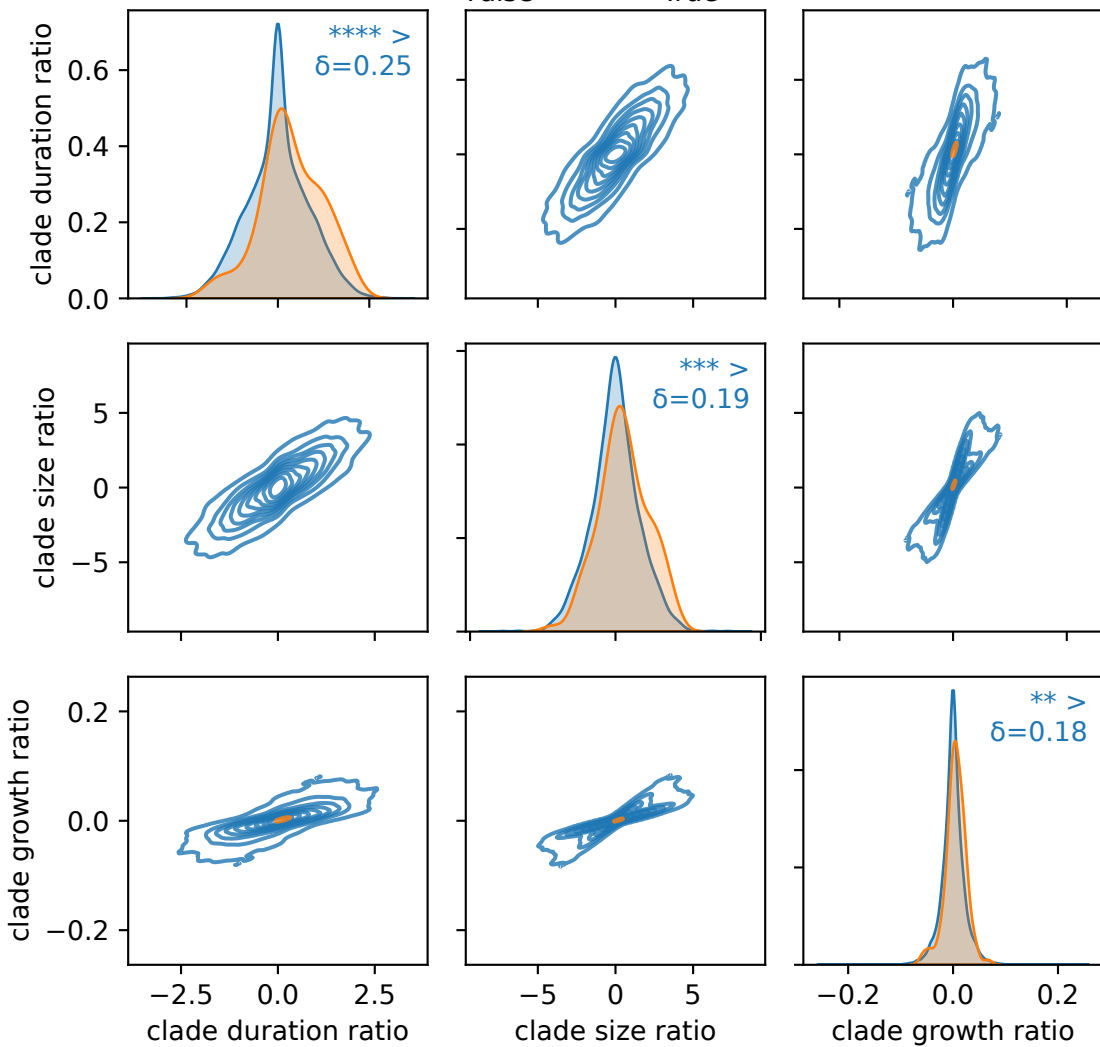 **** >
δ=0.25
clade duration ratio
0.6
0.4
0.2
0.0
*** >
δ=0.19
clade size ratio
5
0
−5
** >
δ=0.18
clade growth ratio
0.2
0.0
−0.2
−2.5 0.0 2.5
−5 0 5
−0.2 0.0 0.2
clade duration ratio
clade size ratio
clade growth ratio